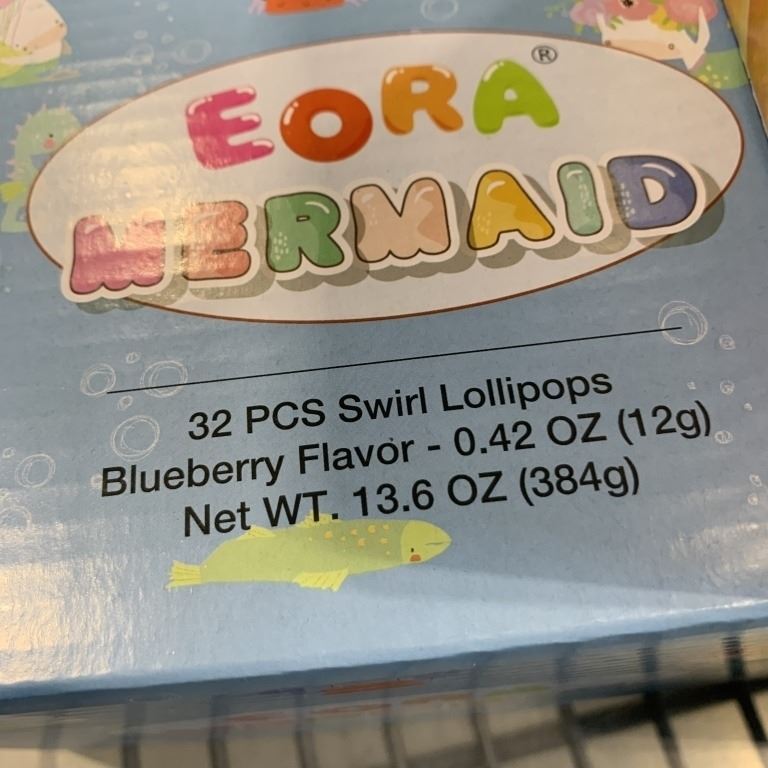 EORA ®
MERMAID
32 PCS Swirl Lollipops
Blueberry Flavor - 0.42 OZ (12g)
Net WT. 13.6 OZ (384g)